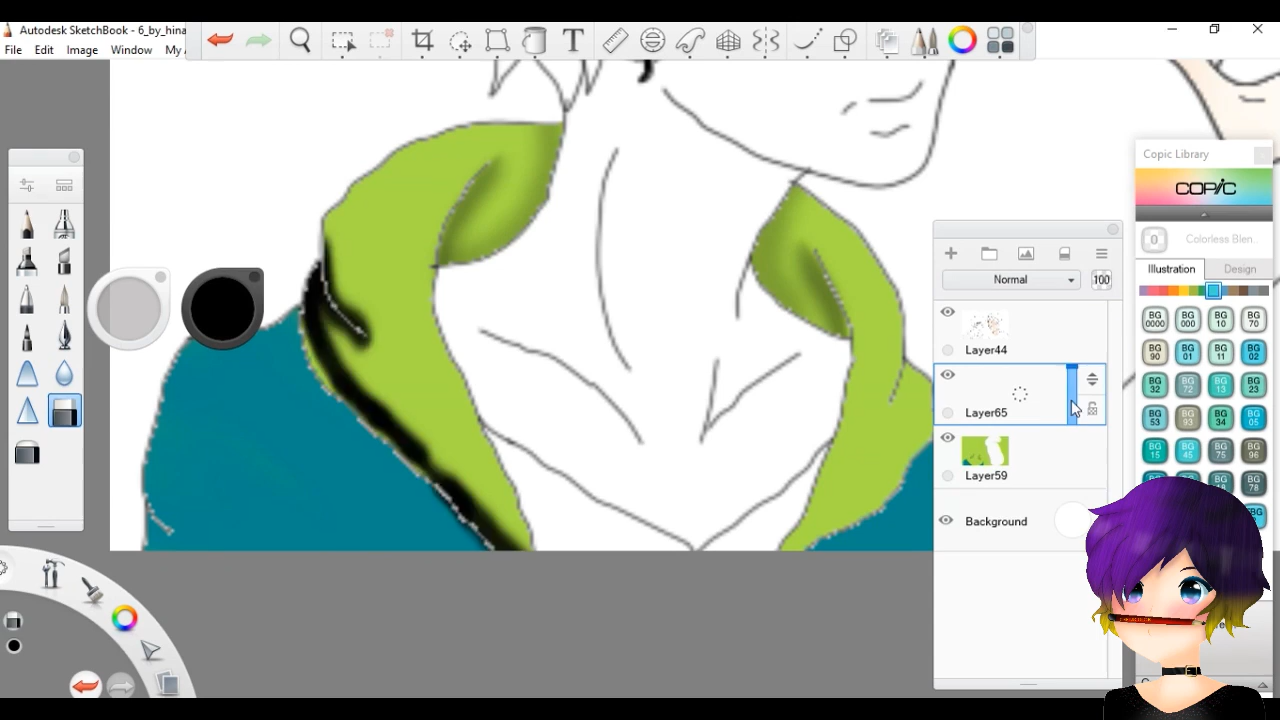 Autodesk SketchBook - 6_by_hina
File Edit Image Window My
T
Copic Library
COPIC
0 Colorless Blen..
Illustration Design
BG 0000 BG 000 BG 10 BG 70
BG 90 BG 01 BG 11 BG 02
BG 32 BG 72 BG 13 BG 23
BG 53 BG 93 BG 34 BG 05
BG 15 BG 45 BG 75 BG 96
BG 78
BG
Normal 100
Layer44
Layer65
Layer59
Background